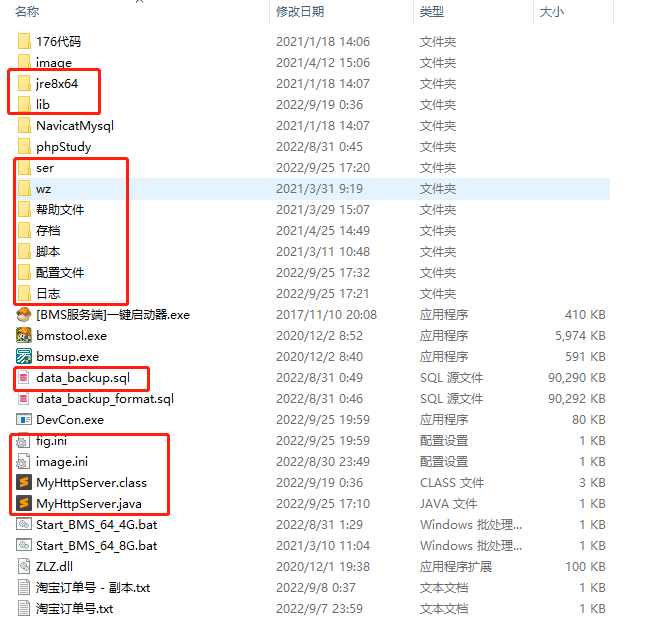 名称 修改日期 类型 大小
176代码 2021/1/18 14:06 文件夹
image 2021/4/12 15:06 文件夹
jre8x64 2021/1/18 14:07 文件夹
lib 2022/9/19 0:36 文件夹
NavicatMysql 2021/1/18 14:07 文件夹
phpStudy 2022/8/31 0:45 文件夹
ser 2022/9/25 17:20 文件夹
wz 2021/3/31 9:19 文件夹
帮助文件 2021/3/29 15:07 文件夹
存档 2021/4/25 14:49 文件夹
脚本 2021/3/11 10:48 文件夹
配置文件 2022/9/25 17:32 文件夹
日志 2022/9/25 17:21 文件夹
[BMS服务端]一键启动器.exe 2017/11/10 20:08 应用程序 410 KB
bmstool.exe 2020/12/2 8:52 应用程序 5,974 KB
bmsup.exe 2020/12/2 8:40 应用程序 591 KB
data_backup.sql 2022/8/31 0:49 SQL 源文件 90,290 KB
data_backup_format.sql 2022/8/31 0:46 SQL 源文件 90,292 KB
DevCon.exe 2022/9/25 19:59 应用程序 80 KB
fig.ini 2022/9/25 19:59 配置设置 1 KB
image.ini 2022/8/30 23:49 配置设置 1 KB
MyHttpServer.class 2022/9/19 0:36 CLASS 文件 3 KB
MyHttpServer.java 2022/9/25 17:10 JAVA 文件 1 KB
Start_BMS_64_4G.bat 2022/8/31 1:29 Windows 批处理... 1 KB
Start_BMS_64_8G.bat 2021/3/10 11:04 Windows 批处理... 1 KB
ZLZ.dll 2020/12/1 19:38 应用程序扩展 100 KB
淘宝订单号 - 副本.txt 2022/9/8 0:37 文本文档 1 KB
淘宝订单号.txt 2022/9/7 23:59 文本文档 1 KB